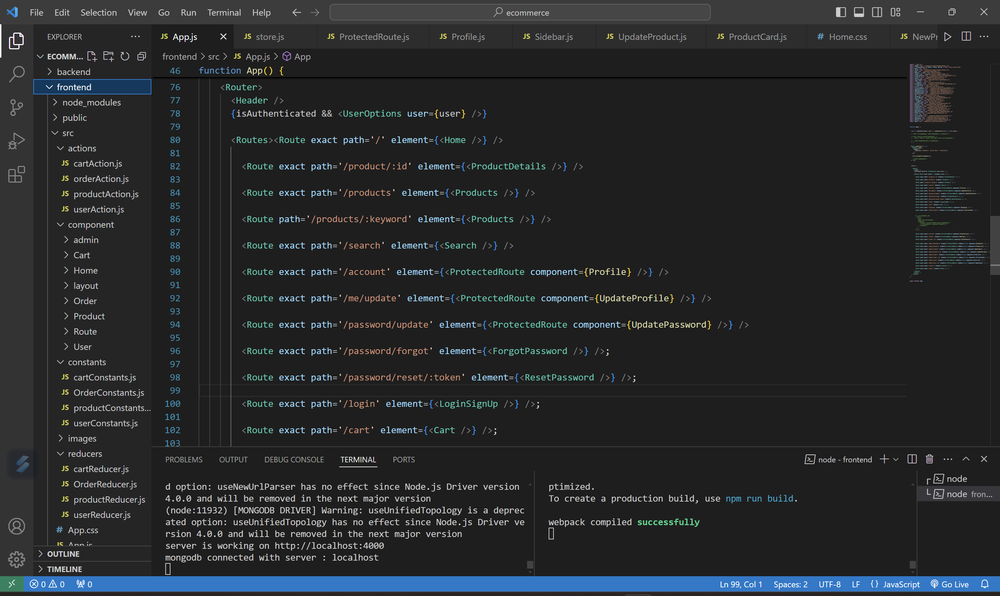 File Edit Selection View Go Run Terminal Help
ecommerce
EXPLORER
App.js
store.js
ProtectedRoute.js
Profile.js
Sidebar.js
UpdateProduct.js
ProductCard.js
Home.css
NewPr
frontend > src > JS App.js > App
ECOMM...
backend
frontend
node_modules
public
src
actions
JS cartAction.js
JS orderAction.js
JS productAction.js
JS userAction.js
component
admin
Cart
Home
layout
Order
Product
Route
User
constants
JS cartConstants.js
JS OrderConstants.js
JS productConstants...
JS userConstants.js
images
reducers
JS cartReducer.js
JS OrderReducer.js
JS productReducer.js
JS userReducer.js
# App.css
JS App.js
OUTLINE
TIMELINE
46 function App() {
76 <Router>
77 <Header />
78 {isAuthenticated && <UserOptions user={user} />}
79
80 <Routes><Route exact path='/' element={<Home />} />
81
82 <Route exact path='/product/:id' element={<ProductDetails />} />
83
84 <Route exact path='/products' element={<Products />} />
85
86 <Route path='/products/:keyword' element={<Products />} />
87
88 <Route exact path='/search' element={<Search />} />
89
90 <Route exact path='/account' element={<ProtectedRoute component={Profile} />} />
91
92 <Route exact path='/me/update' element={<ProtectedRoute component={UpdateProfile} />} />
93
94 <Route exact path='/password/update' element={<ProtectedRoute component={UpdatePassword} />} />
95
96 <Route exact path='/password/forgot' element={<ForgotPassword />} />;
97
98 <Route exact path='/password/reset/:token' element={<ResetPassword />} />;
99
100 <Route exact path='/login' element={<LoginSignUp />} />;
101
102 <Route exact path='/cart' element={<Cart />} />;
103
PROBLEMS OUTPUT DEBUG CONSOLE TERMINAL PORTS
node - frontend
d option: useNewUrlParser has no effect since Node.js Driver version
4.0.0 and will be removed in the next major version
(node:11932) [MONGODB DRIVER] Warning: useUnifiedTopology is a deprec
ated option: useUnifiedTopology has no effect since Node.js Driver ve
rsion 4.0.0 and will be removed in the next major version
server is working on http://localhost:4000
mongodb connected with server : localhost
ptimized.
To create a production build, use npm run build.
webpack compiled successfully
node
node fron...
0 0 0
Ln 99, Col 1 Spaces: 2 UTF-8 LF {} JavaScript Go Live